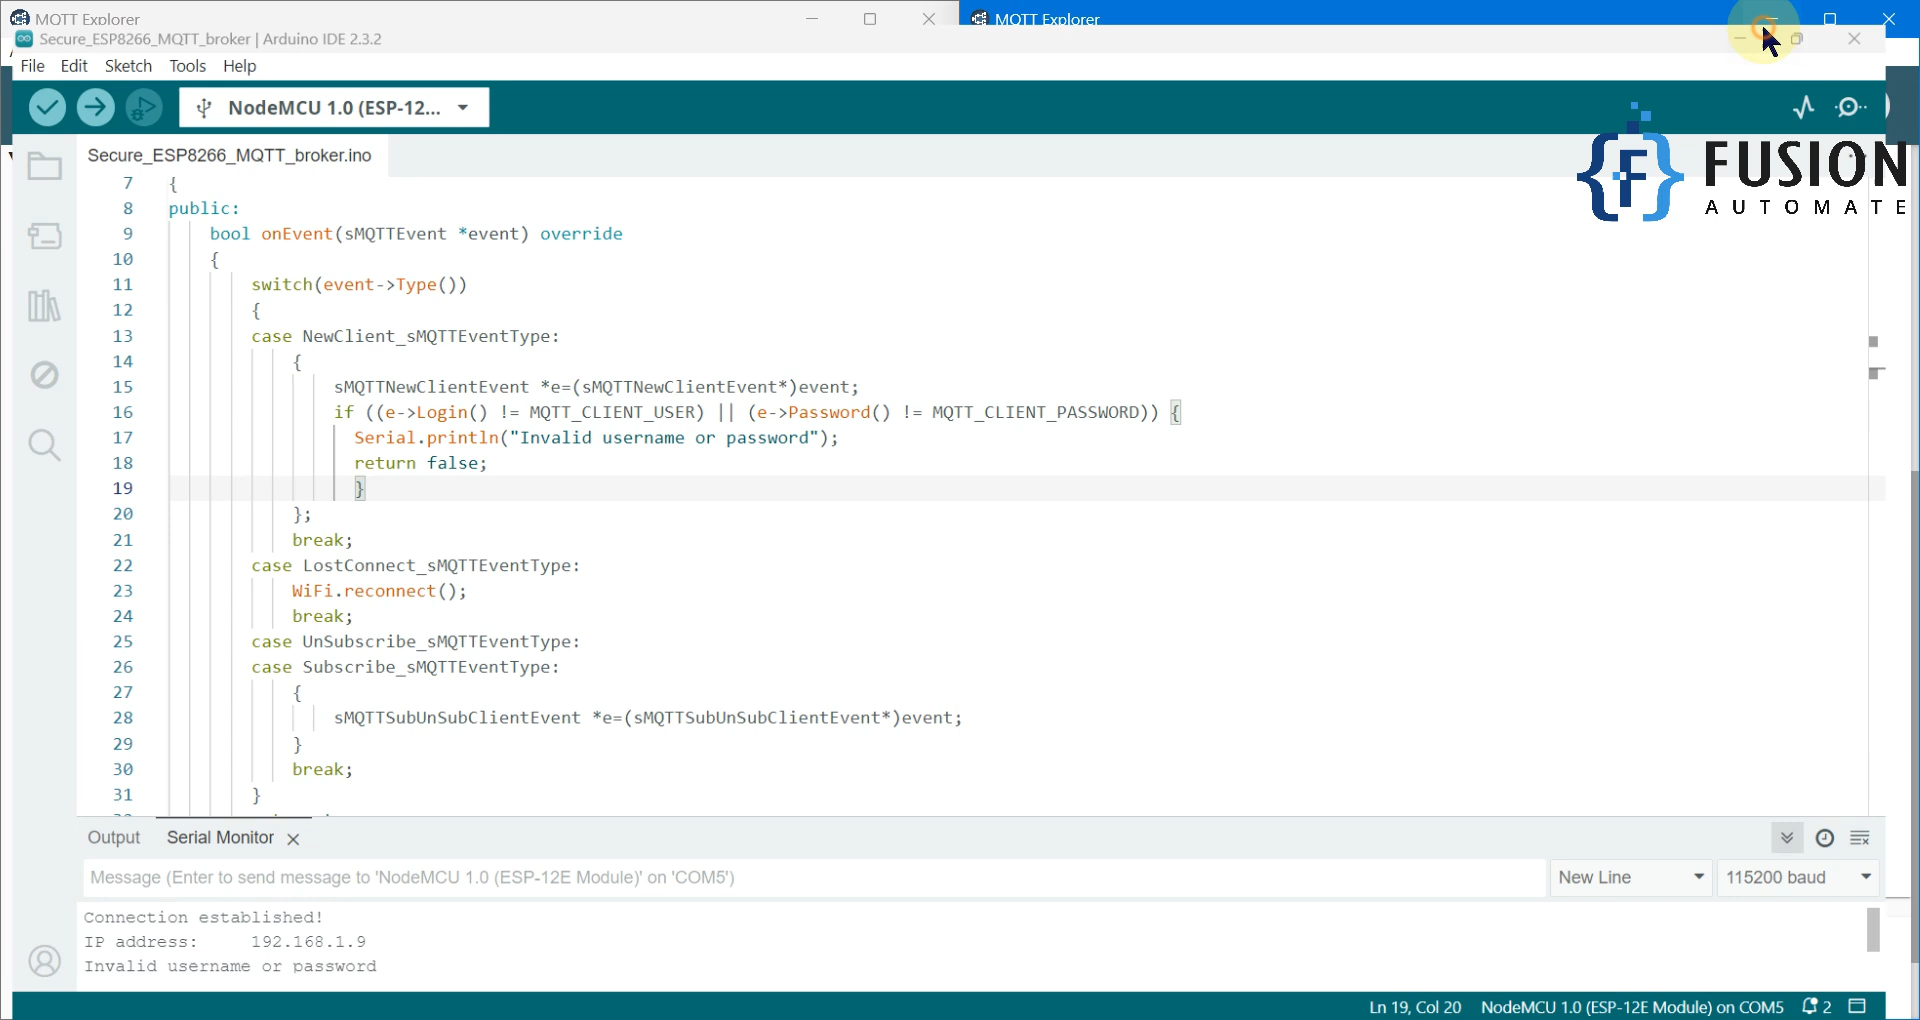 MQTT Explorer
MQTT Explorer
Secure_ESP8266_MQTT_broker | Arduino IDE 2.3.2
File Edit Sketch Tools Help
NodeMCU 1.0 (ESP-12...
FUSION
AUTOMATE
Secure_ESP8266_MQTT_broker.ino
7 {
8 public:
9 bool onEvent(sMQTTEvent *event) override
10 {
11 switch(event->Type())
12 {
13 case NewClient_sMQTTEventType:
14 {
15 sMQTTNewClientEvent *e=(sMQTTNewClientEvent*)event;
16 if ((e->Login() != MQTT_CLIENT_USER) || (e->Password() != MQTT_CLIENT_PASSWORD)) {
17 Serial.println("Invalid username or password");
18 return false;
19 }
20 };
21 break;
22 case LostConnect_sMQTTEventType:
23 WiFi.reconnect();
24 break;
25 case UnSubscribe_sMQTTEventType:
26 case Subscribe_sMQTTEventType:
27 {
28 sMQTTSubUnSubClientEvent *e=(sMQTTSubUnSubClientEvent*)event;
29 }
30 break;
31 }
Output Serial Monitor
Message (Enter to send message to 'NodeMCU 1.0 (ESP-12E Module)' on 'COM5') New Line 115200 baud
Connection established!
IP address: 192.168.1.9
Invalid username or password
Ln 19, Col 20 NodeMCU 1.0 (ESP-12E Module) on COM5 2